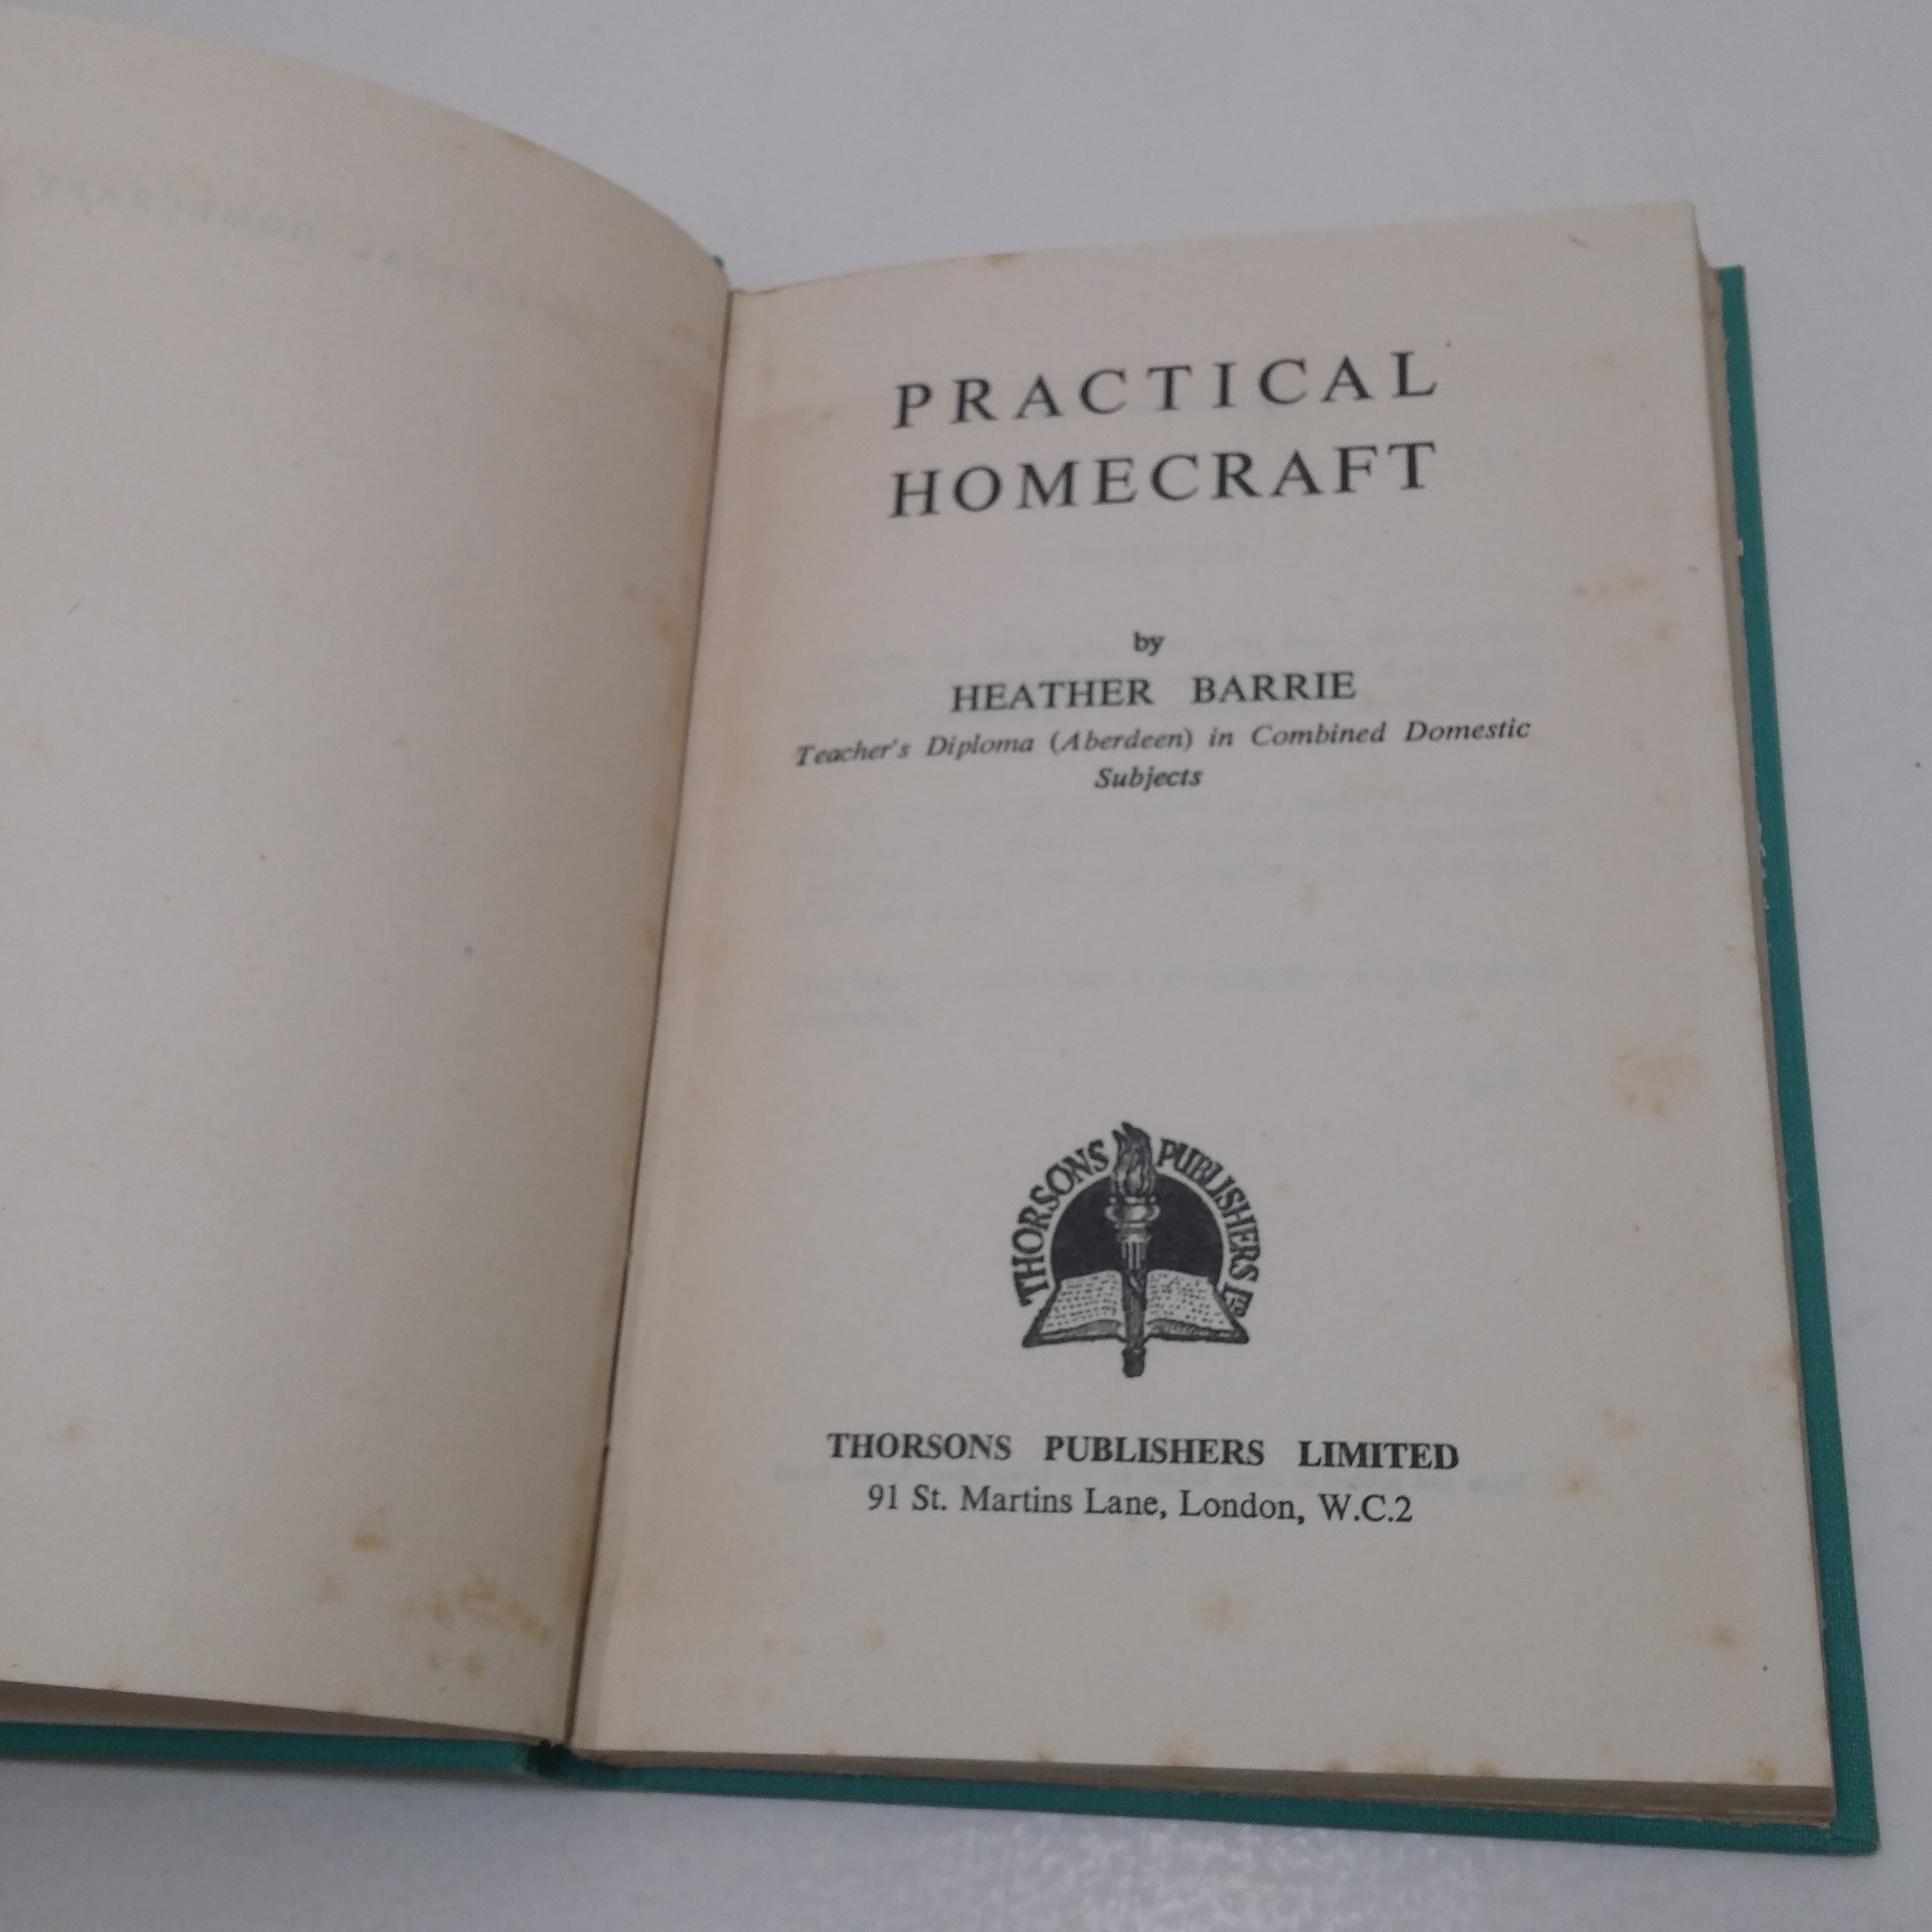 PRACTICAL
HOMECRAFT
by
HEATHER BARRIE
Teacher's Diploma (Aberdeen) in Combined Domestic
Subjects
THORSONS PUBLISHERS LTD
THORSONS PUBLISHERS LIMITED
91 St. Martins Lane, London, W.C.2